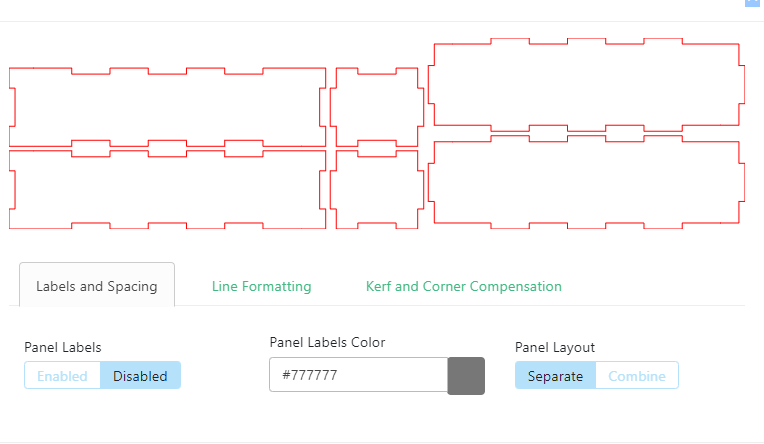 Labels and Spacing
Line Formatting
Kerf and Corner Compensation
Panel Labels
Enabled
Disabled
Panel Labels Color
#777777
Panel Layout
Separate
Combine